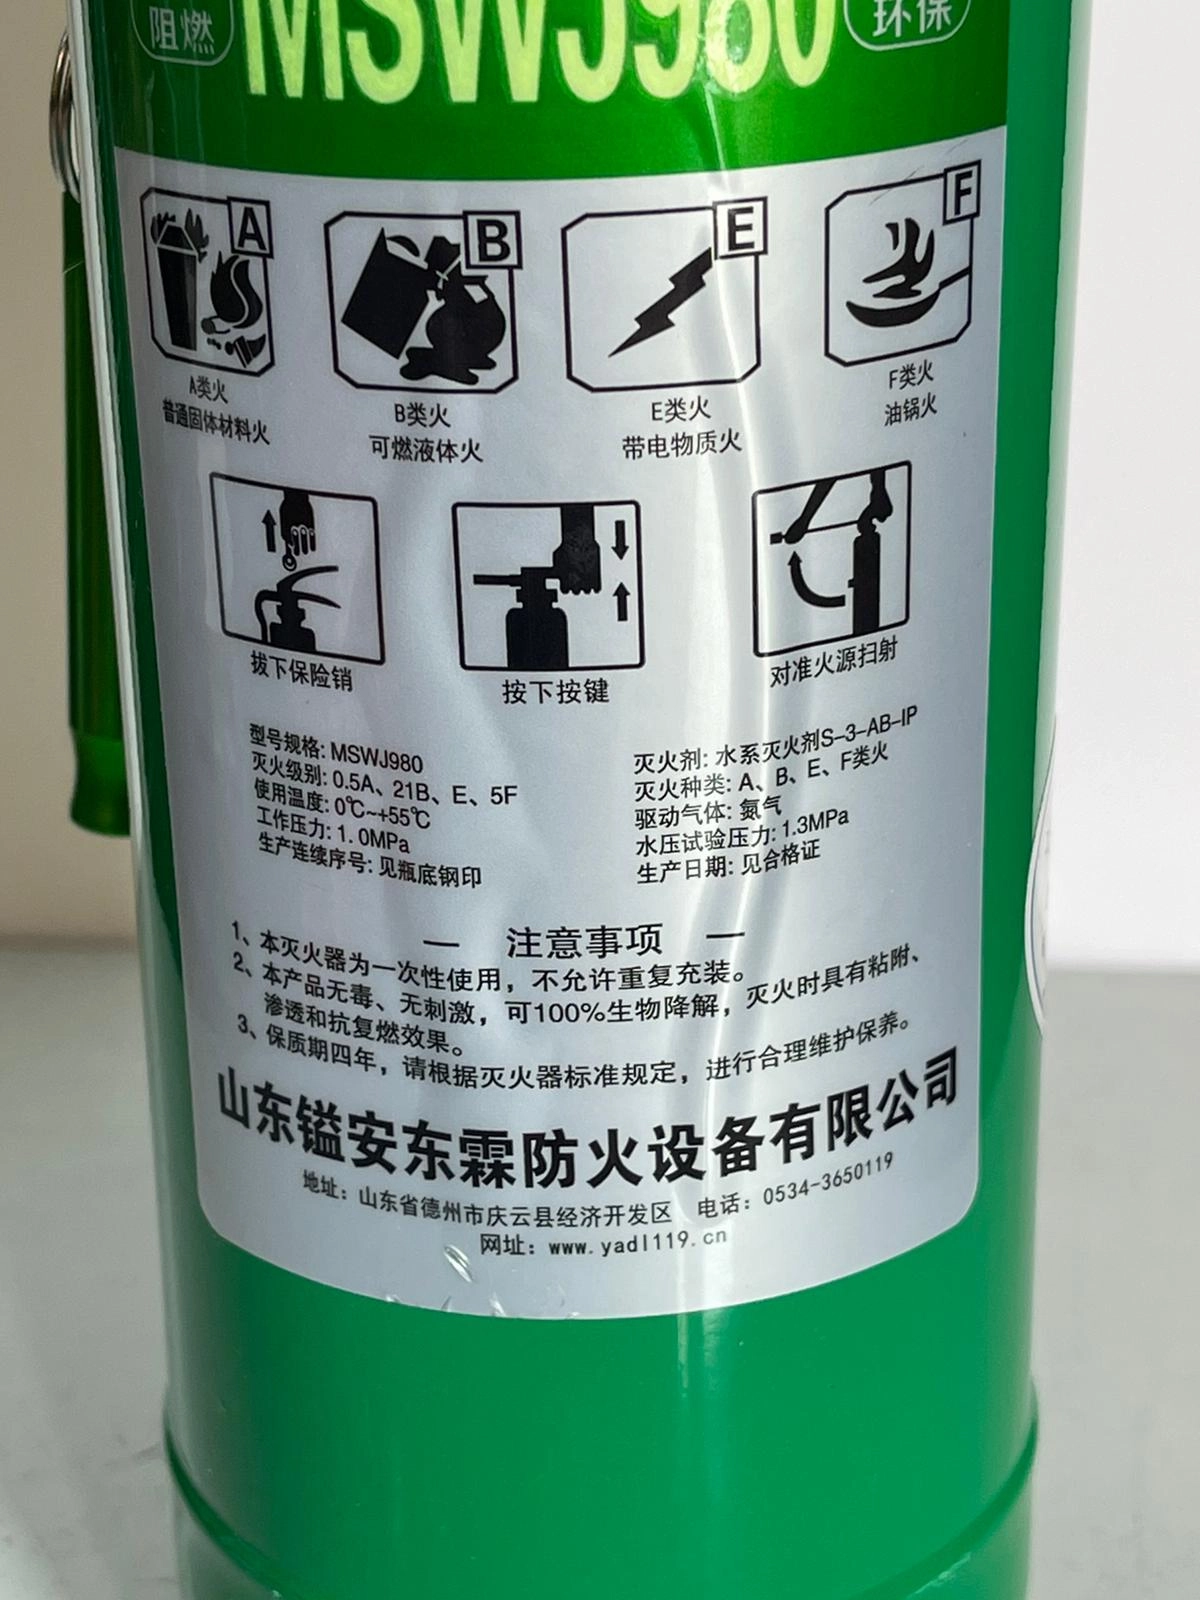 阻燃
MSWJ980
环保
A
B
E
F
A类火
普通固体材料火
B类火
可燃液体火
E类火
带电物质火
F类火
油锅火
拔下保险销
按下按键
对准火源扫射
型号规格: MSWJ980
灭火级别: 0.5A、21B、E、5F
使用温度: 0℃~+55℃
工作压力: 1.0MPa
生产连续序号: 见瓶底钢印
灭火剂: 水系灭火剂S-3-AB-IP
灭火种类: A、B、E、F类火
驱动气体: 氮气
水压试验压力: 1.3MPa
生产日期: 见合格证
— 注意事项 —
1、本灭火器为一次性使用，不允许重复充装。
2、本产品无毒、无刺激，可100%生物降解，灭火时具有粘附、
渗透和抗复燃效果。
3、保质期四年，请根据灭火器标准规定，进行合理维护保养。
山东镒安东霖防火设备有限公司
地址：山东省德州市庆云县经济开发区 电话：0534-3650119
网址：www.yadl119.cn